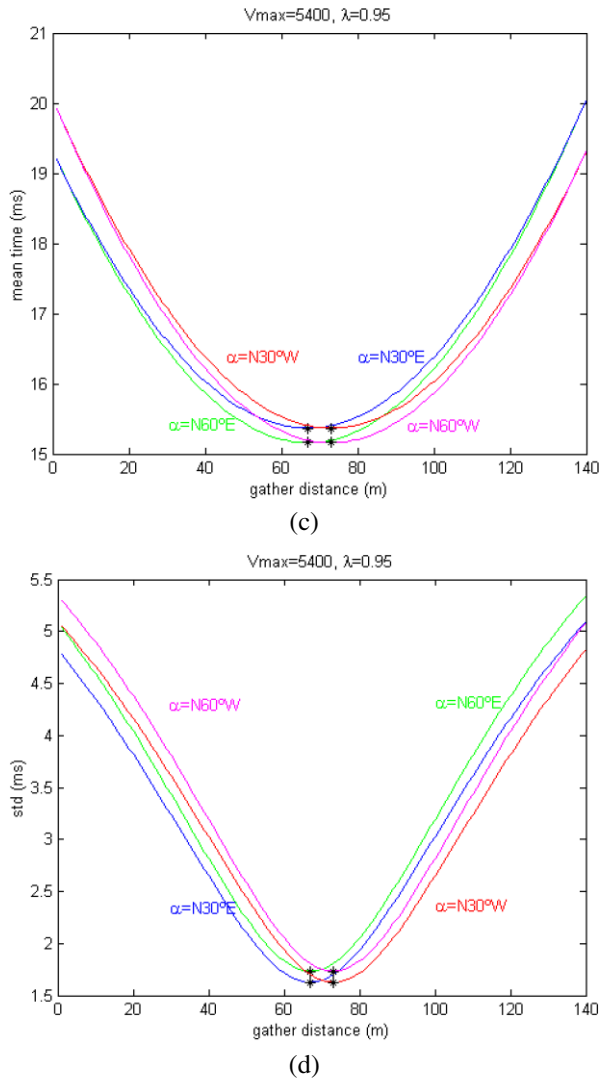 Vmax=5400, λ=0.95
21
20
19
18
17
16
15
mean time (ms)
α=N30ºW
α=N30ºE
α=N60ºE
α=N60ºW
0 20 40 60 80 100 120 140
gather distance (m)
(c)
Vmax=5400, λ=0.95
5.5
5
4.5
4
3.5
3
2.5
2
1.5
std (ms)
α=N60ºW
α=N60ºE
α=N30ºE
α=N30ºW
0 20 40 60 80 100 120 140
gather distance (m)
(d)